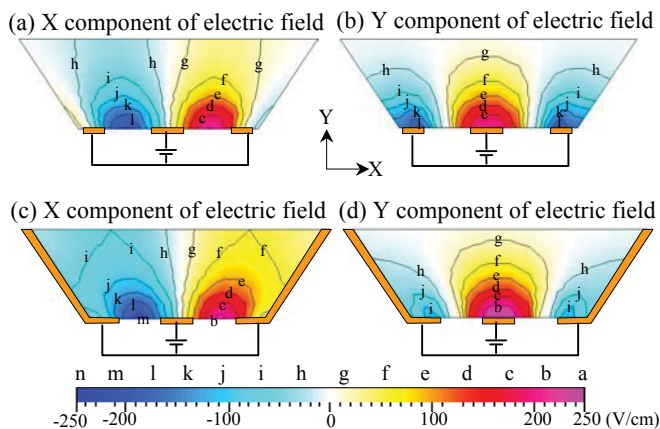 (a) X component of electric field (b) Y component of electric field
h i h g f g
j e
k d
l c
g
h f h
i e i
j d j
k c k
l
Y
X
(c) X component of electric field (d) Y component of electric field
i i h g f f
j e
k d
l c
m b
g
h f h
e
j d j
i c i
b
n m l k j i h g f e d c b a
-250 -200 -100 0 100 200 250 (V/cm)